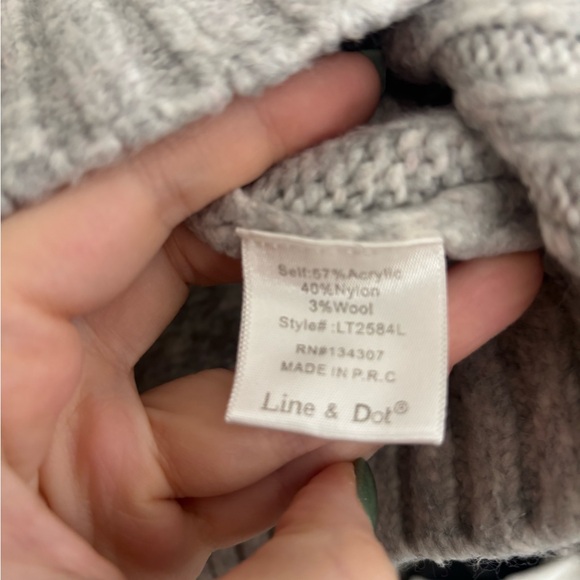 Self:57%Acrylic
40%Nylon
3%Wool
Style#:LT2584L
RN#134307
MADE IN P.R.C
Line & Dot®